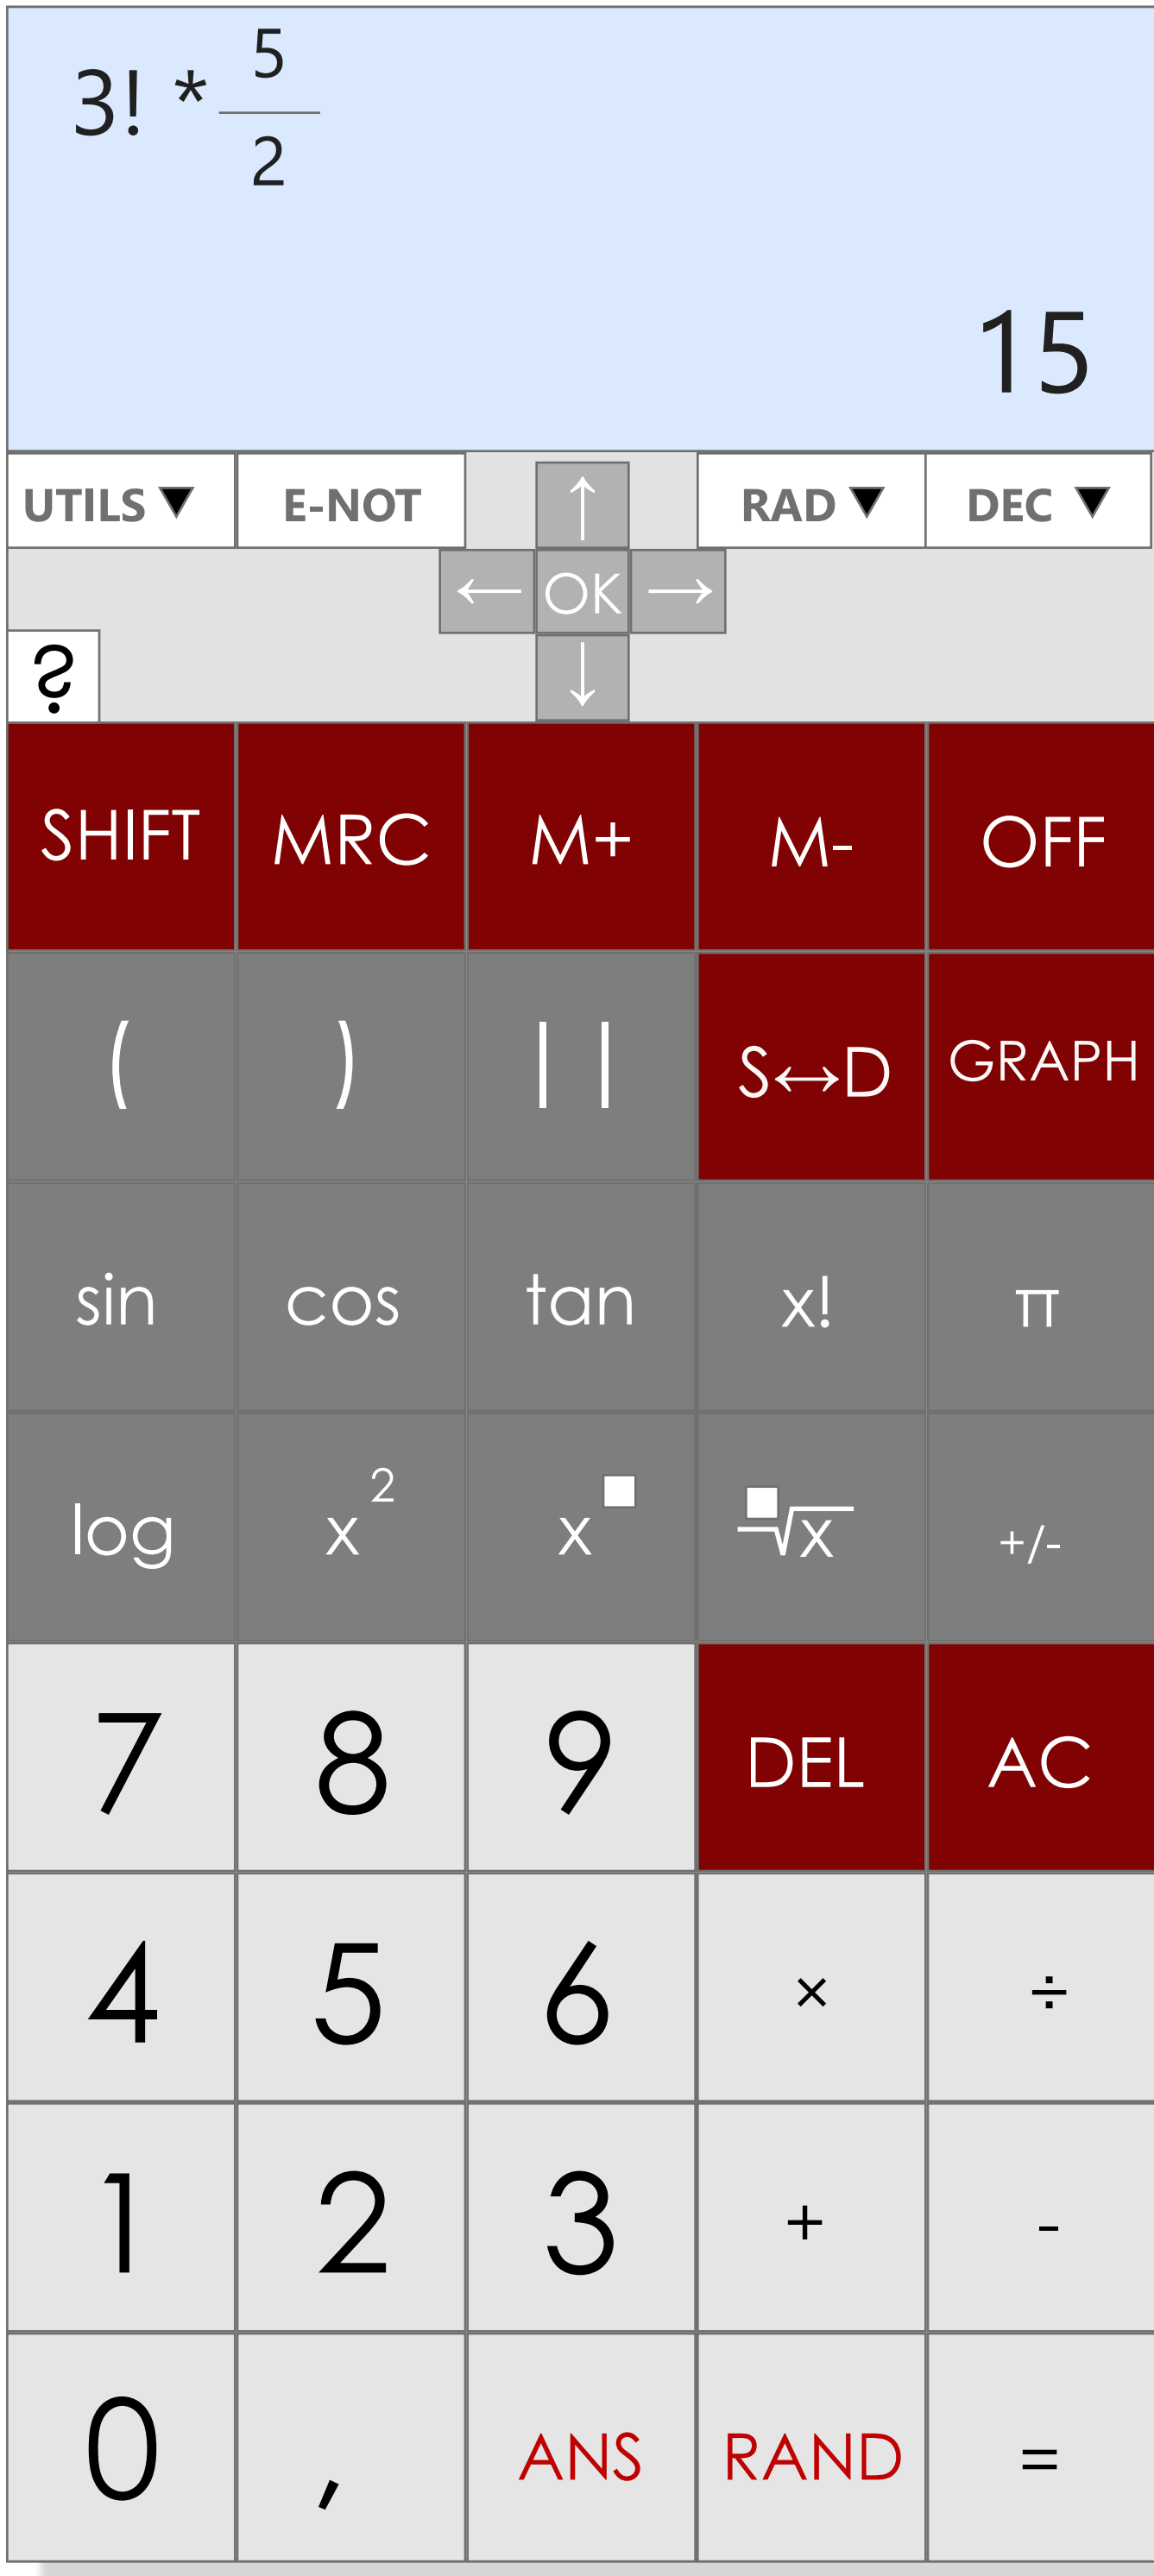 3! * 5/2
15
UTILS ▼ E-NOT ↑ RAD ▼ DEC ▼
← OK →
? ↓
SHIFT MRC M+ M- OFF
( ) | | S↔D GRAPH
sin cos tan x! π
log x² x□ □√x +/-
7 8 9 DEL AC
4 5 6 × ÷
1 2 3 + -
0 , ANS RAND =